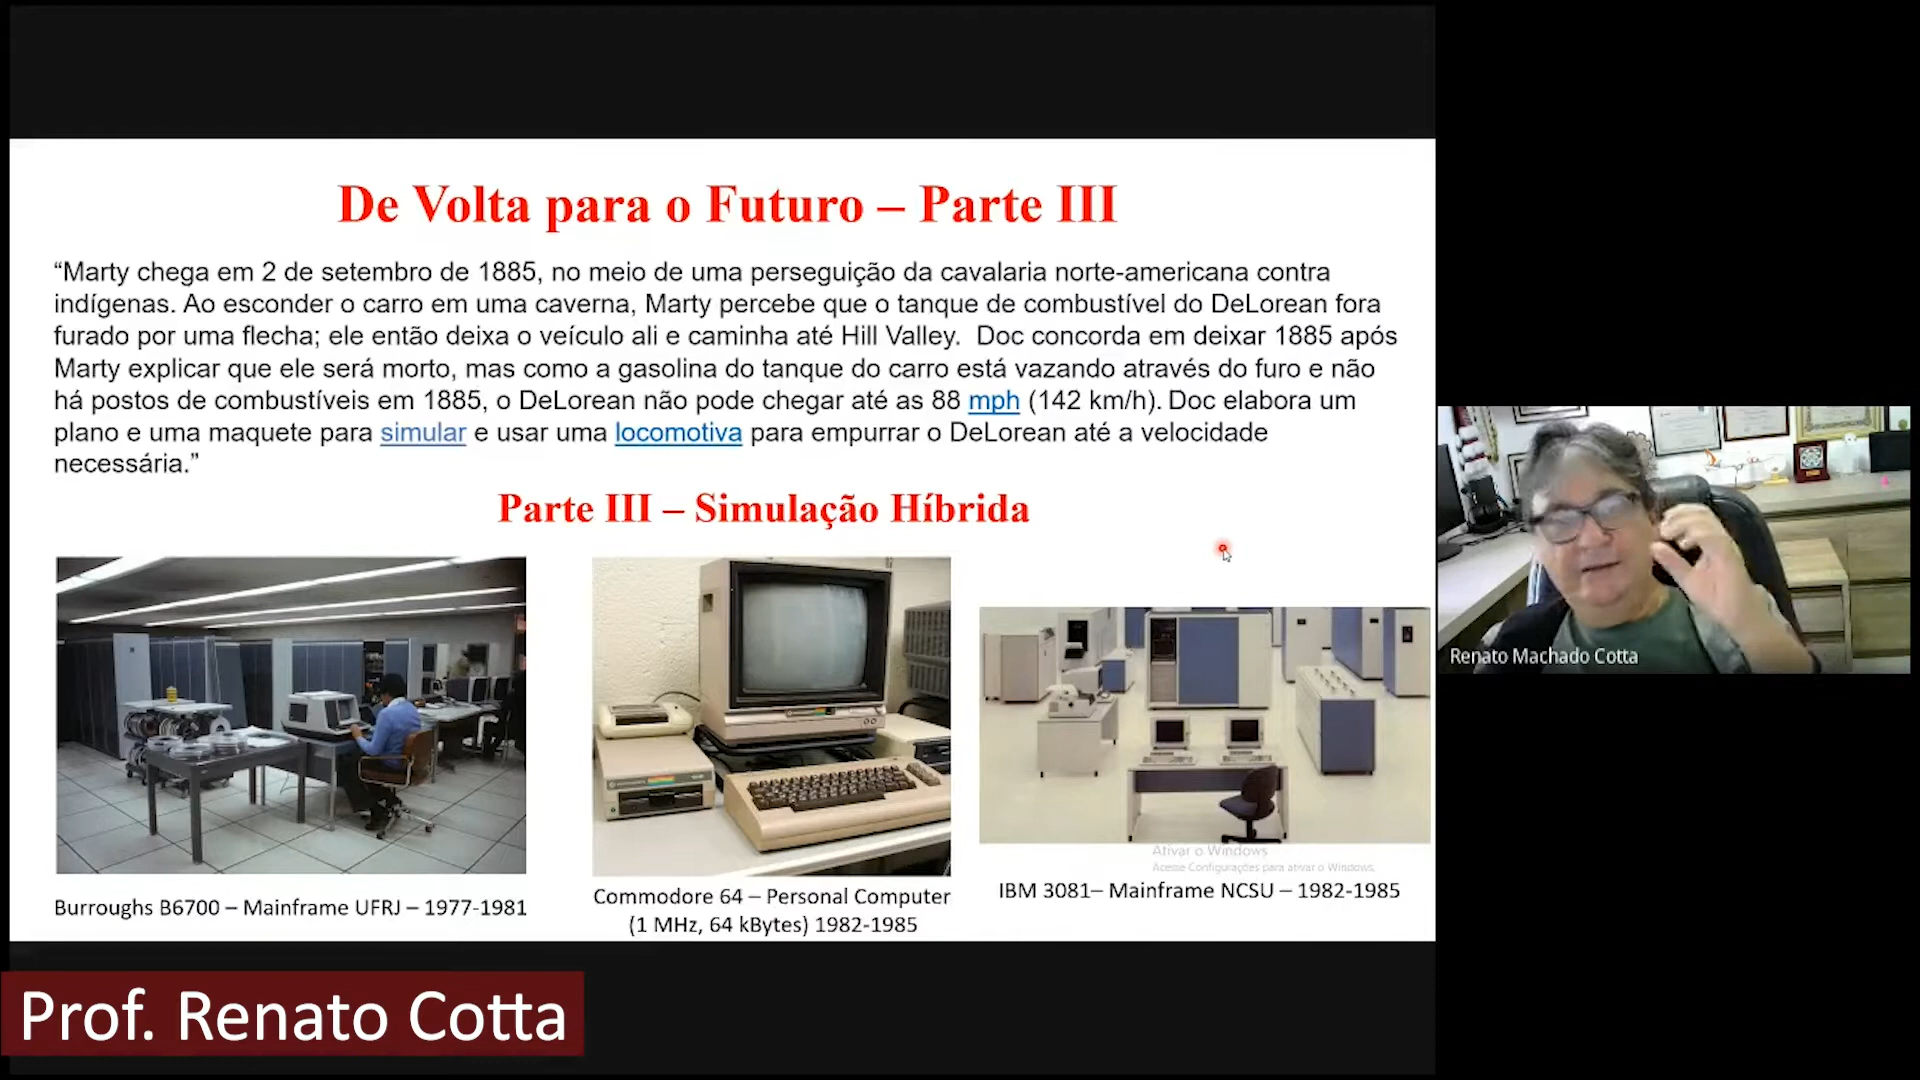 De Volta para o Futuro – Parte III
“Marty chega em 2 de setembro de 1885, no meio de uma perseguição da cavalaria norte-americana contra
indígenas. Ao esconder o carro em uma caverna, Marty percebe que o tanque de combustível do DeLorean fora
furado por uma flecha; ele então deixa o veículo ali e caminha até Hill Valley.  Doc concorda em deixar 1885 após
Marty explicar que ele será morto, mas como a gasolina do tanque do carro está vazando através do furo e não
há postos de combustíveis em 1885, o DeLorean não pode chegar até as 88 mph (142 km/h). Doc elabora um
plano e uma maquete para simular e usar uma locomotiva para empurrar o DeLorean até a velocidade
necessária.”
Parte III – Simulação Híbrida
Burroughs B6700 – Mainframe UFRJ – 1977-1981
Commodore 64 – Personal Computer
(1 MHz, 64 kBytes) 1982-1985
Ativar o Windows
Acesse Configurações para ativar o Windows.
IBM 3081– Mainframe NCSU – 1982-1985
Renato Machado Cotta
Prof. Renato Cotta